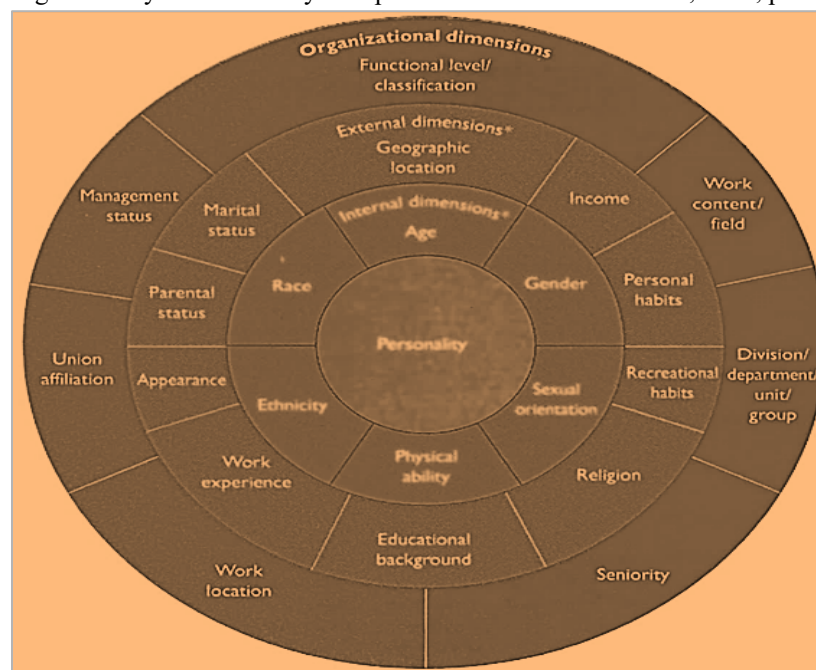 Organizational dimensions
Functional level/
classification
External dimensions*
Geographic
location
Internal dimensions*
Age
Management
status
Marital
status
Income
Work
content/
field
Race
Gender
Parental
status
Personal
habits
Personality
Union
affiliation
Appearance
Ethnicity
Sexual
orientation
Recreational
habits
Division/
department/
unit/
group
Work
experience
Physical
ability
Religion
Educational
background
Work
location
Seniority